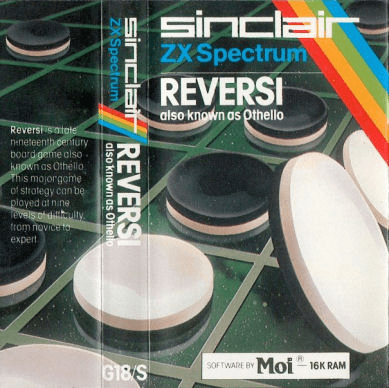 Reversi is a late
nineteenth century
board game also
known as Othello.
This major game
of strategy can be
played at nine
levels of difficulty,
from novice to
expert.
sinclair
ZX Spectrum
REVERSI
also known as Othello
G18/S
sinclair
ZX Spectrum
REVERSI
also known as Othello
SOFTWARE BY Moi ® — 16K RAM